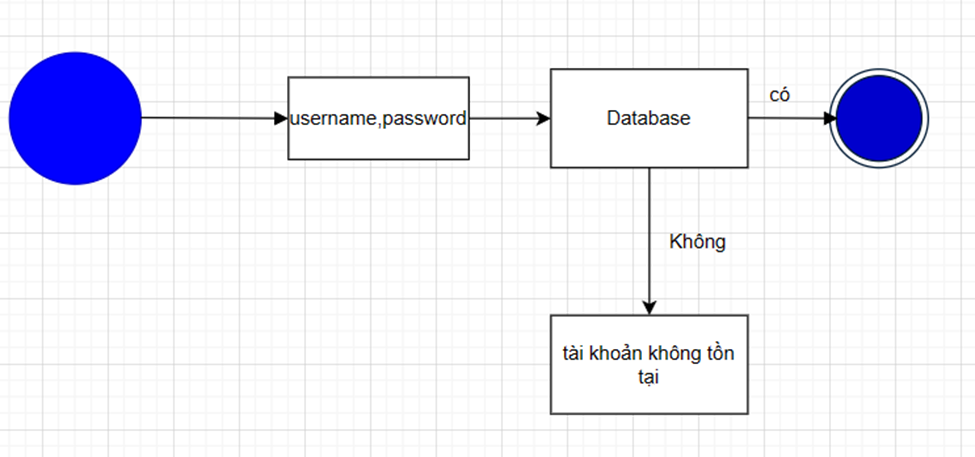 username,password
Database
có
Không
tài khoản không tồn
tại